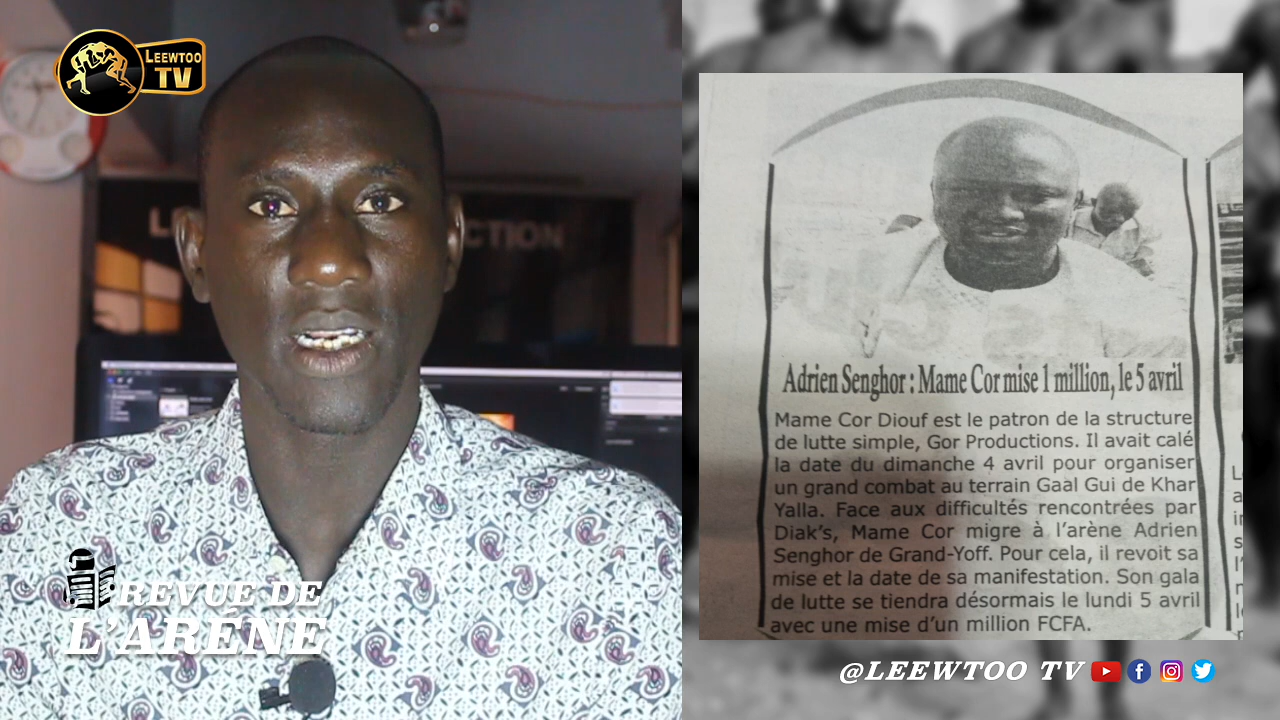 LEEWTOO
TV
CTION
REVUE DE
L'ARÉNE
Adrien Senghor : Mame Cor mise 1 million, le 5 avril
Mame Cor Diouf est le patron de la structure
de lutte simple, Gor Productions. Il avait calé
la date du dimanche 4 avril pour organiser
un grand combat au terrain Gaal Gui de Khar
Yalla. Face aux difficultés rencontrées par
Diak's, Mame Cor migre à l'arène Adrien
Senghor de Grand-Yoff. Pour cela, il revoit sa
mise et la date de sa manifestation. Son gala
de lutte se tiendra désormais le lundi 5 avril
avec une mise d'un million FCFA.
@LEEWTOO TV